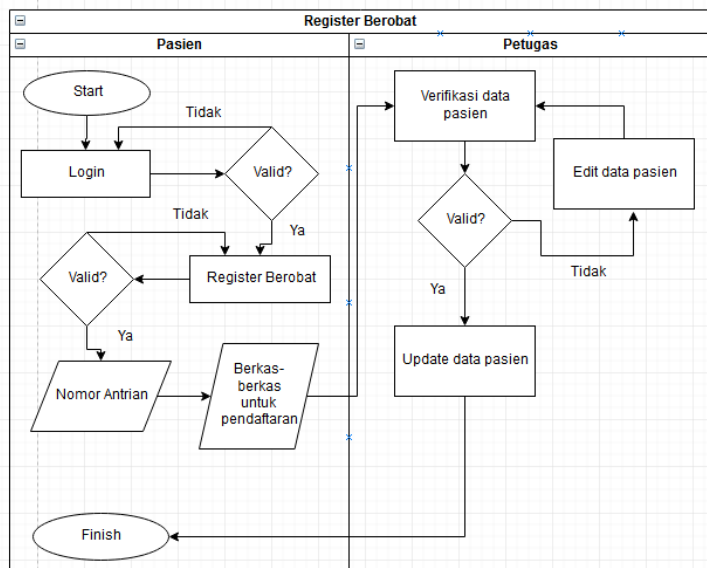 Register Berobat
Pasien
Petugas
Start
Tidak
Login
Valid?
Ya
Tidak
Valid?
Register Berobat
Ya
Nomor Antrian
Berkas-
berkas
untuk
pendaftaran
Finish
Verifikasi data
pasien
Edit data pasien
Valid?
Tidak
Ya
Update data pasien